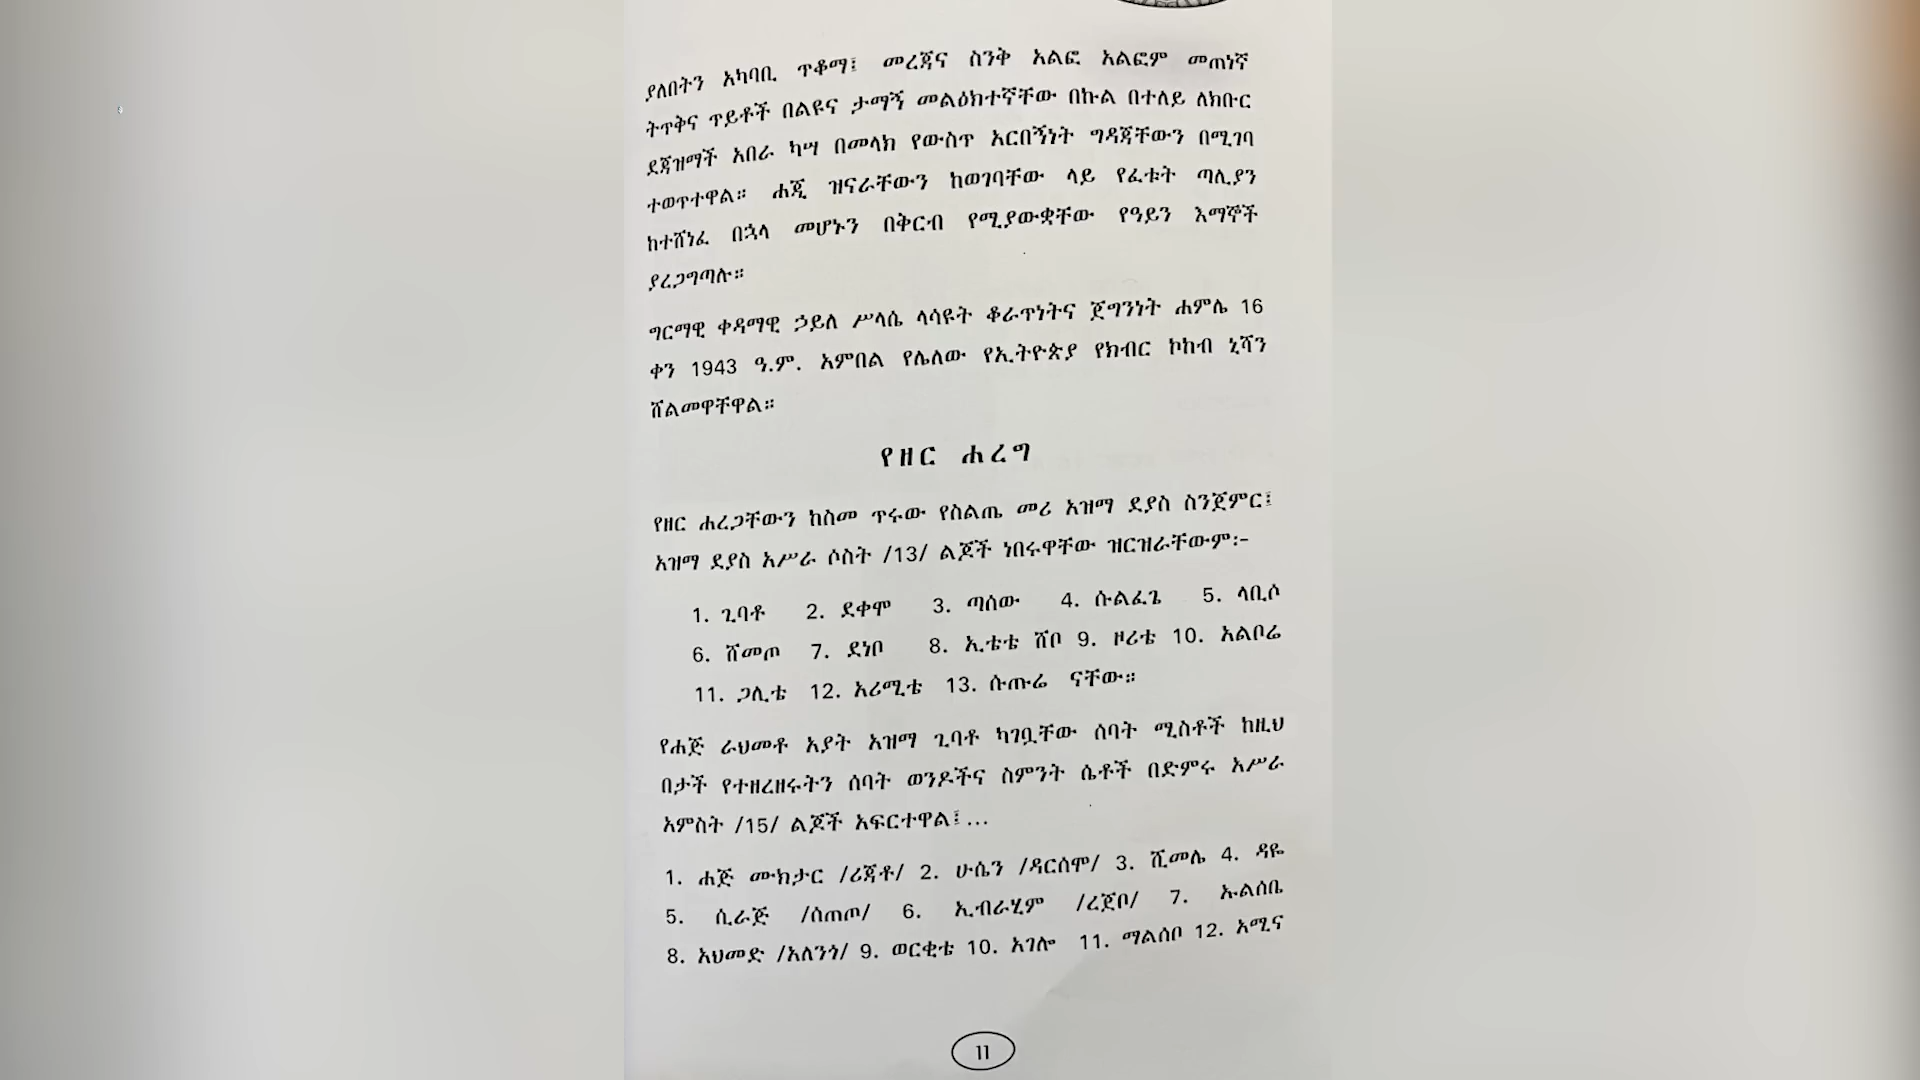 ያለበትን አካባቢ ጥቆማ፤ መረጃና ስንቅ አልፎ አልፎም መጠነኛ
ትጥቅና ጥይቶች በልዩና ታማኝ መልዕክተኛቸው በኩል በተለይ ለክቡር
ደጃዝማች አበራ ካሣ በመላክ የውስጥ አርበኝነት ግዳጃቸውን በሚገባ
ተወጥተዋል። ሐጂ ዝናራቸውን ከወገባቸው ላይ የፈቱት ጣሊያን
ከተሸነፈ በኋላ መሆኑን በቅርብ የሚያውቋቸው የዓይን እማኞች
ያረጋግጣሉ።
ግርማዊ ቀዳማዊ ኃይለ ሥላሴ ላሳዩት ቆራጥነትና ጀግንነት ሐምሌ 16
ቀን 1943 ዓ.ም. አምበል የሌለው የኢትዮጵያ የክብር ኮከብ ኒሻን
ሸልመዋቸዋል።
የዘር ሐረግ
የዘር ሐረጋቸውን ከስመ ጥሩው የስልጤ መሪ አዝማ ደያስ ስንጀምር፤
አዝማ ደያስ አሥራ ሶስት /13/ ልጆች ነበሩዋቸው ዝርዝራቸውም:-
1. ጊባቶ 2. ደቀሞ 3. ጣሰው 4. ሱልፈጌ 5. ላቢሶ
6. ሸመጦ 7. ደነቦ 8. ኢቴቴ ሸቦ 9. ዞሪቴ 10. አልቦሬ
11. ጋሊቴ 12. አሪሚቴ 13. ሱጡሬ ናቸው።
የሐጅ ራህመቶ አያት አዝማ ጊባቶ ካገቧቸው ሰባት ሚስቶች ከዚህ
በታች የተዘረዘሩትን ሰባት ወንዶችና ስምንት ሴቶች በድምሩ አሥራ
አምስት /15/ ልጆች አፍርተዋል፤...
1. ሐጅ ሙክታር /ሪጃቶ/ 2. ሁሴን /ዳርሰሞ/ 3. ሺመሌ 4. ዳዬ
5. ሲራጅ /ሰጠጦ/ 6. ኢብራሂም /ረጀቦ/ 7. ኡልሰቤ
8. አህመድ /አለንጎ/ 9. ወርቂቴ 10. አገሎ 11. ማልሰቦ 12. አሚና
11